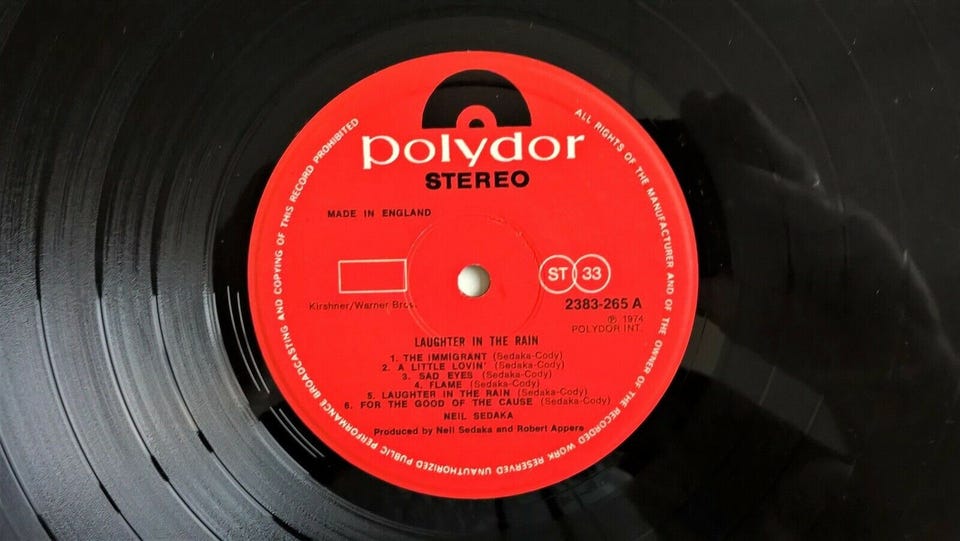 polydor
STEREO
MADE IN ENGLAND
ST 33
Kirshner/Warner Bros.
2383-265 A
℗ 1974
POLYDOR INT.
LAUGHTER IN THE RAIN
1. THE IMMIGRANT (Sedaka-Cody)
2. A LITTLE LOVIN' (Sedaka-Cody)
3. SAD EYES (Sedaka-Cody)
4. FLAME (Sedaka-Cody)
5. LAUGHTER IN THE RAIN (Sedaka-Cody)
6. FOR THE GOOD OF THE CAUSE (Sedaka-Cody)
NEIL SEDAKA
Produced by Neil Sedaka and Robert Appere
ALL RIGHTS OF THE MANUFACTURER AND OF THE OWNER OF THE RECORDED WORK RESERVED UNAUTHORIZED PUBLIC PERFORMANCE BROADCASTING AND COPYING OF THIS RECORD PROHIBITED